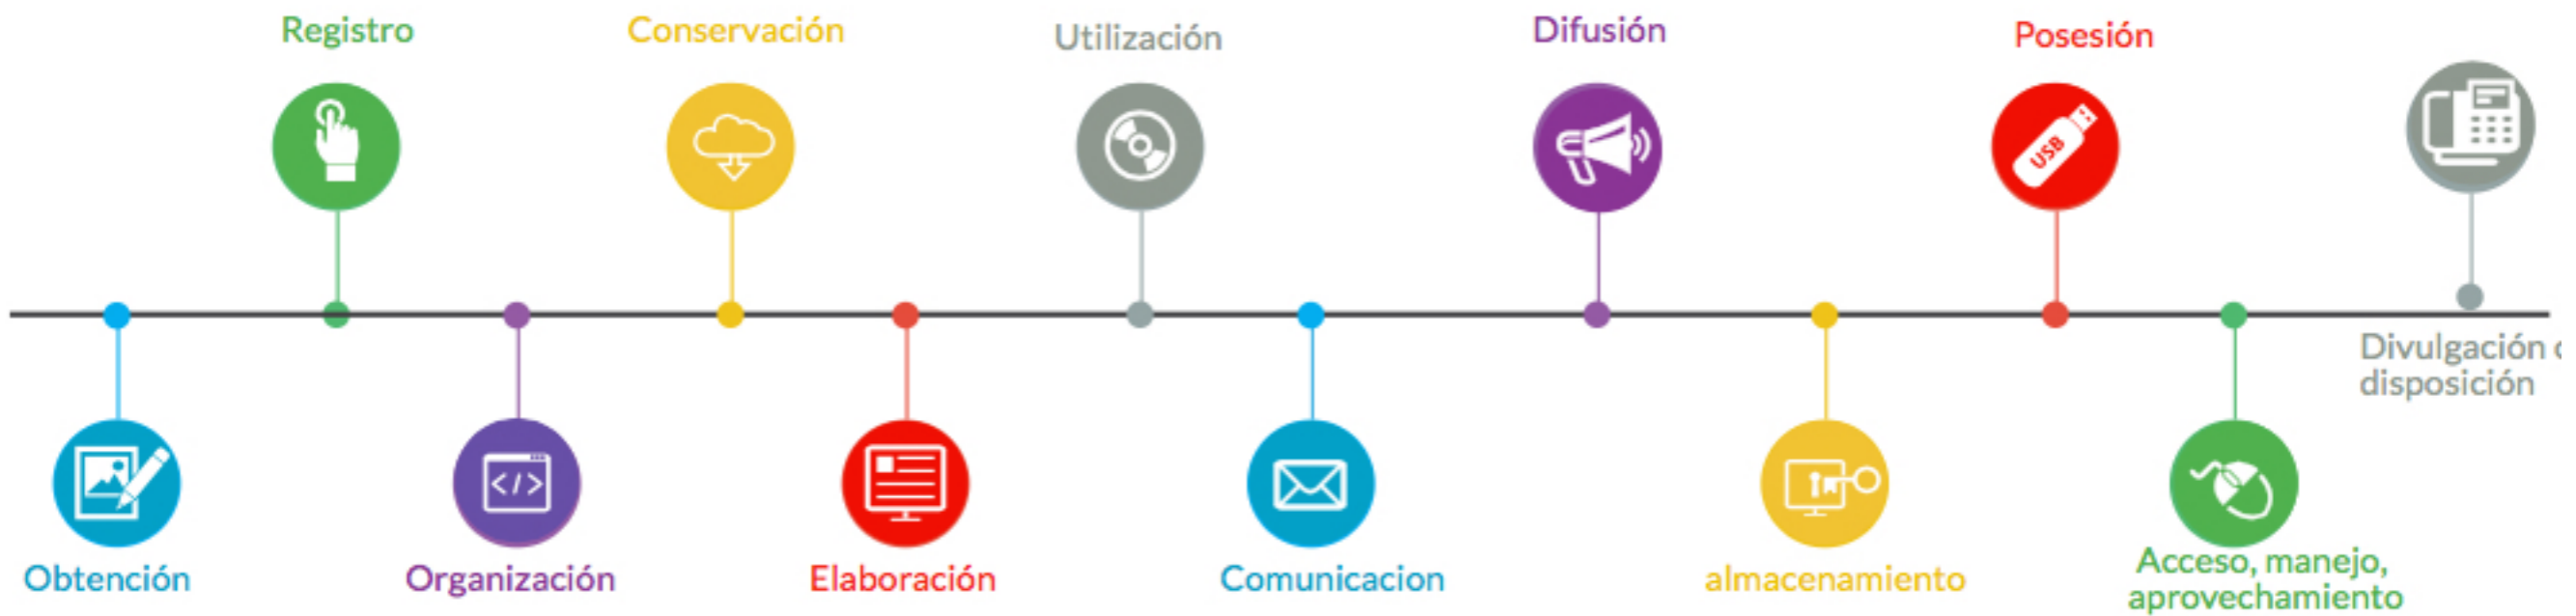 Registro
Conservación
Utilización
Difusión
Posesión
USB
Divulgación
disposición
</>
Obtención
Organización
Elaboración
Comunicacion
almacenamiento
Acceso, manejo,
aprovechamiento